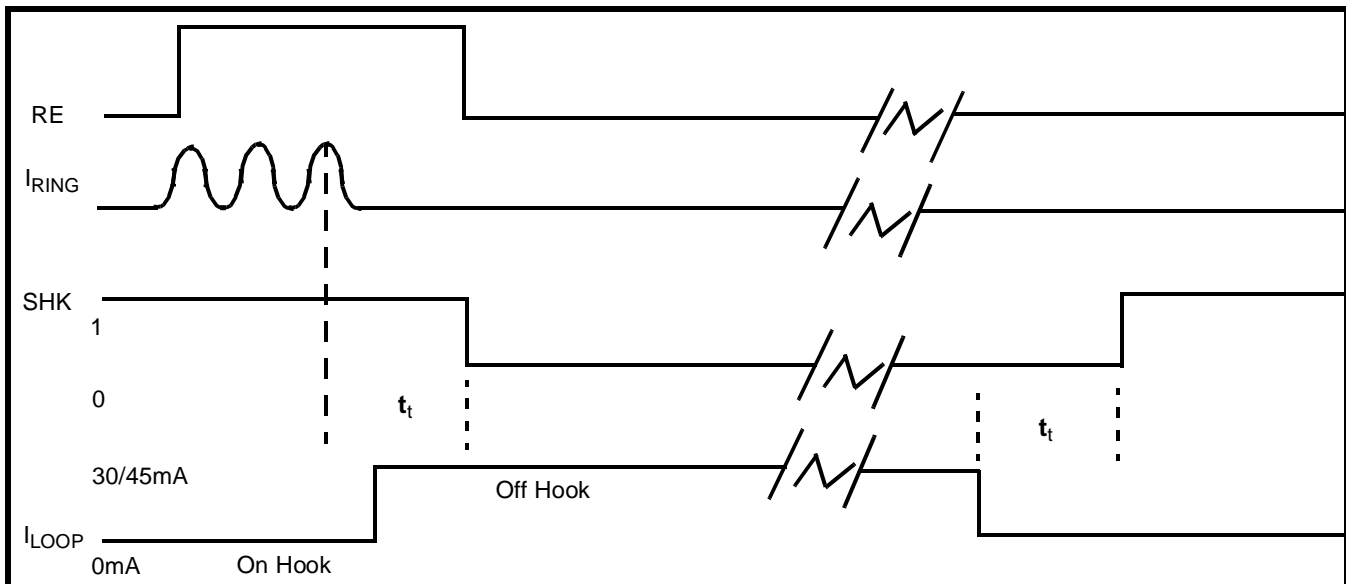 RE
IRING
SHK
1
0
tt
tt
30/45mA
Off Hook
ILOOP
0mA
On Hook